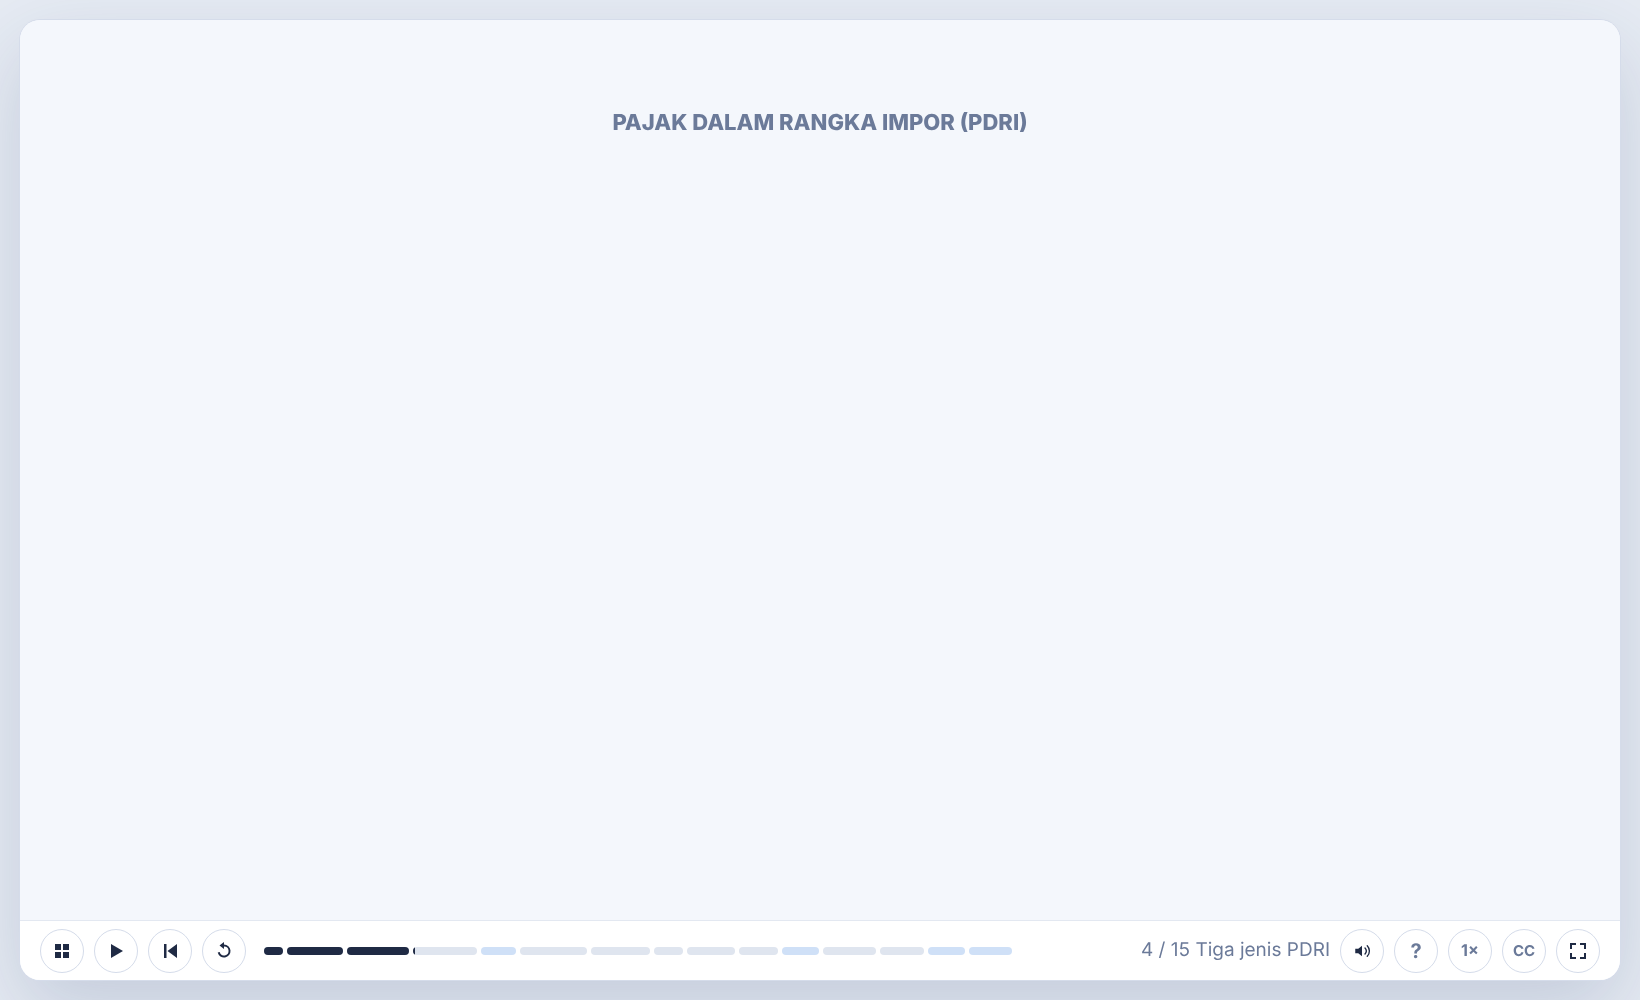 PAJAK DALAM RANGKA IMPOR (PDRI)
4 / 15 Tiga jenis PDRI
?
1×
CC